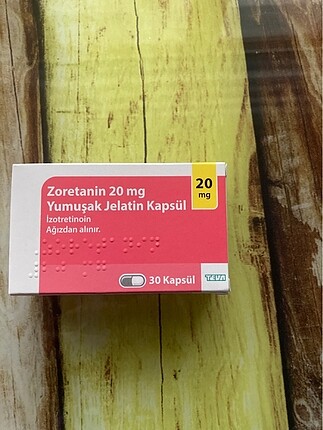 Zoretanin 20 mg
Yumuşak Jelatin Kapsül
İzotretinoin
Ağızdan alınır.
20
mg
30 Kapsül
TEVA